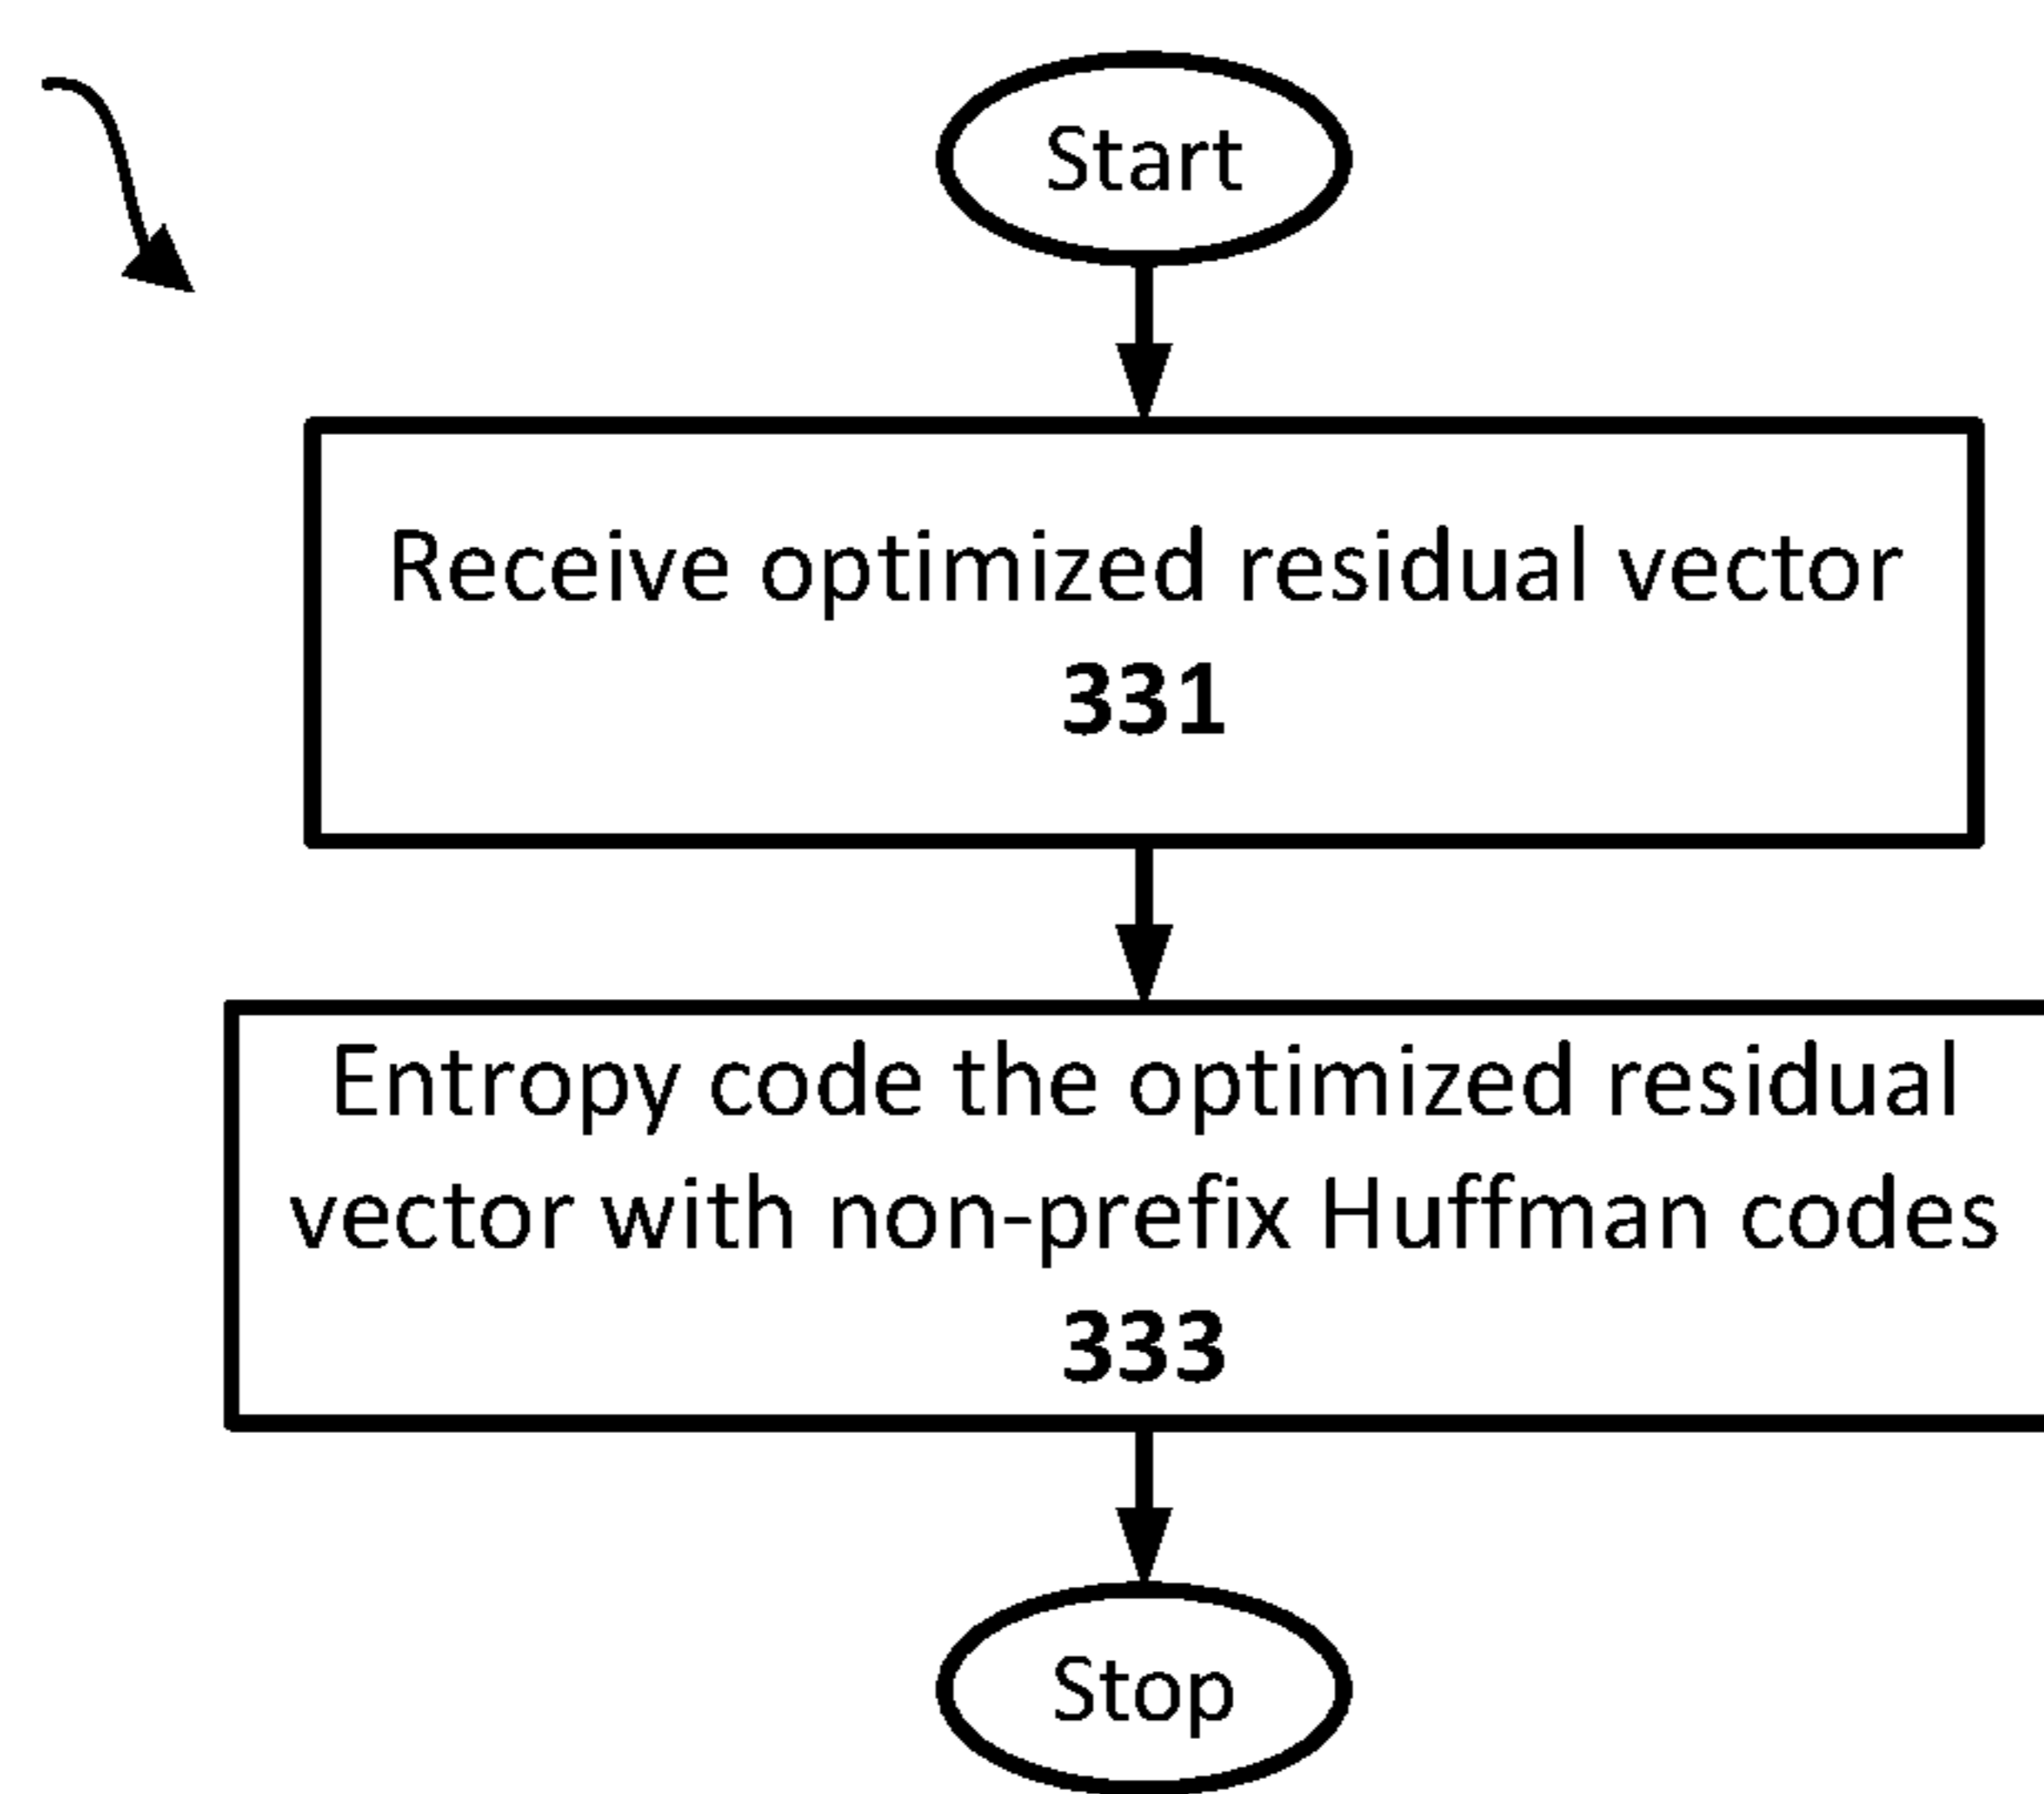 Start
Receive optimized residual vector
331
Entropy code the optimized residual
vector with non-prefix Huffman codes
333
Stop